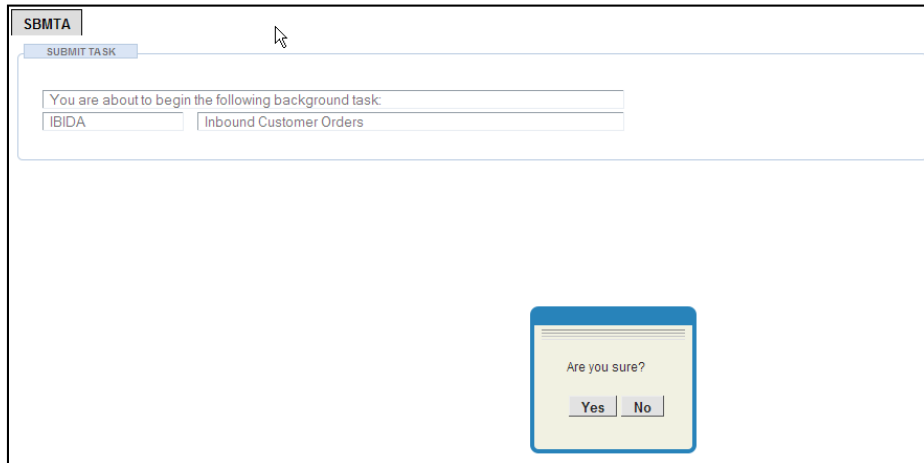 SBMTA
SUBMIT TASK
You are about to begin the following background task:
IBIDA Inbound Customer Orders
Are you sure?
Yes No